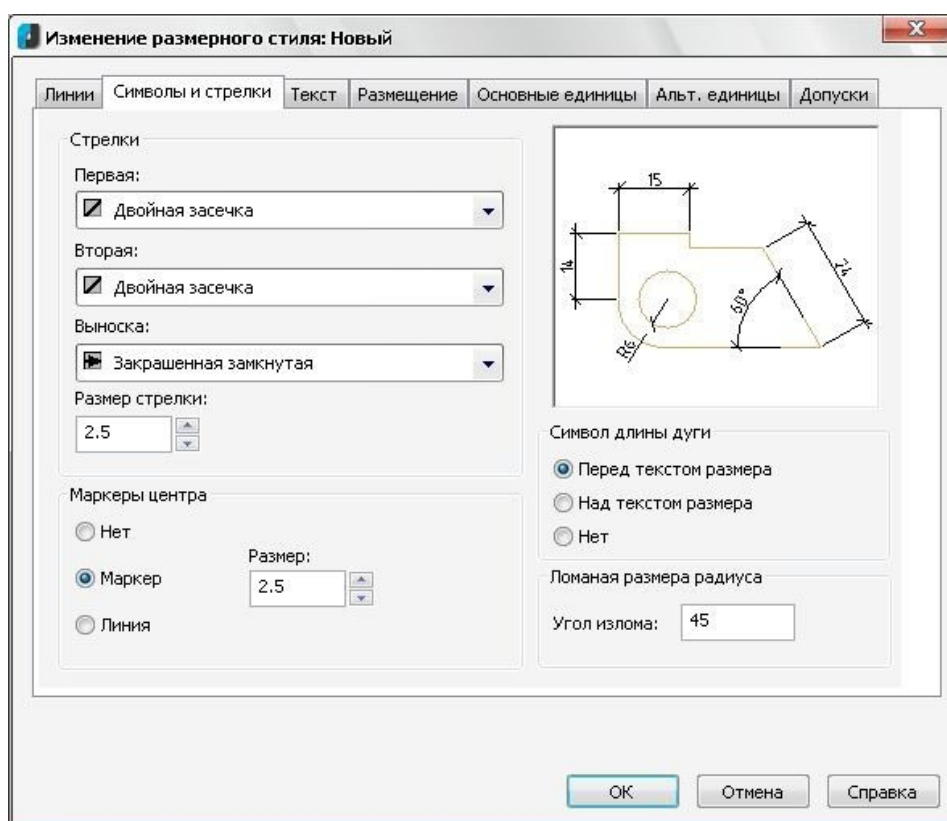 Изменение размерного стиля: Новый
Линии Символы и стрелки Текст Размещение Основные единицы Альт. единицы Допуски
Стрелки
Первая:
Двойная засечка
Вторая:
Двойная засечка
Выноска:
Закрашенная замкнутая
Размер стрелки:
2.5
Маркеры центра
Нет
Маркер
Линия
Размер:
2.5
15
14
24
60°
R6
Символ длины дуги
Перед текстом размера
Над текстом размера
Нет
Ломаная размера радиуса
Угол излома: 45
ОК Отмена Справка